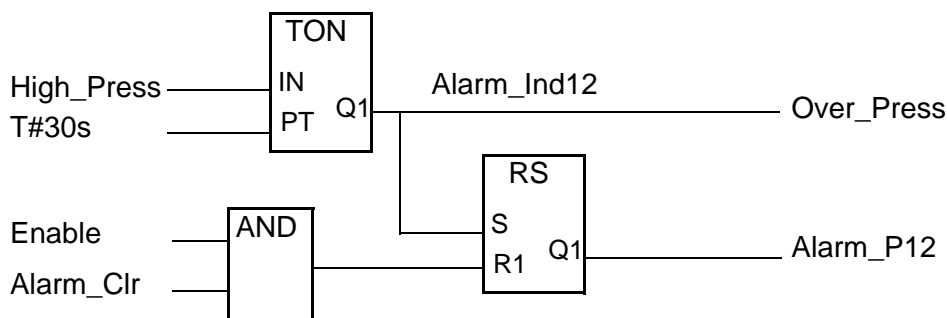 TON
High_Press
IN
Alarm_Ind12
Q1
Over_Press
T#30s
PT
RS
Enable
AND
S
Q1
Alarm_P12
R1
Alarm_Clr